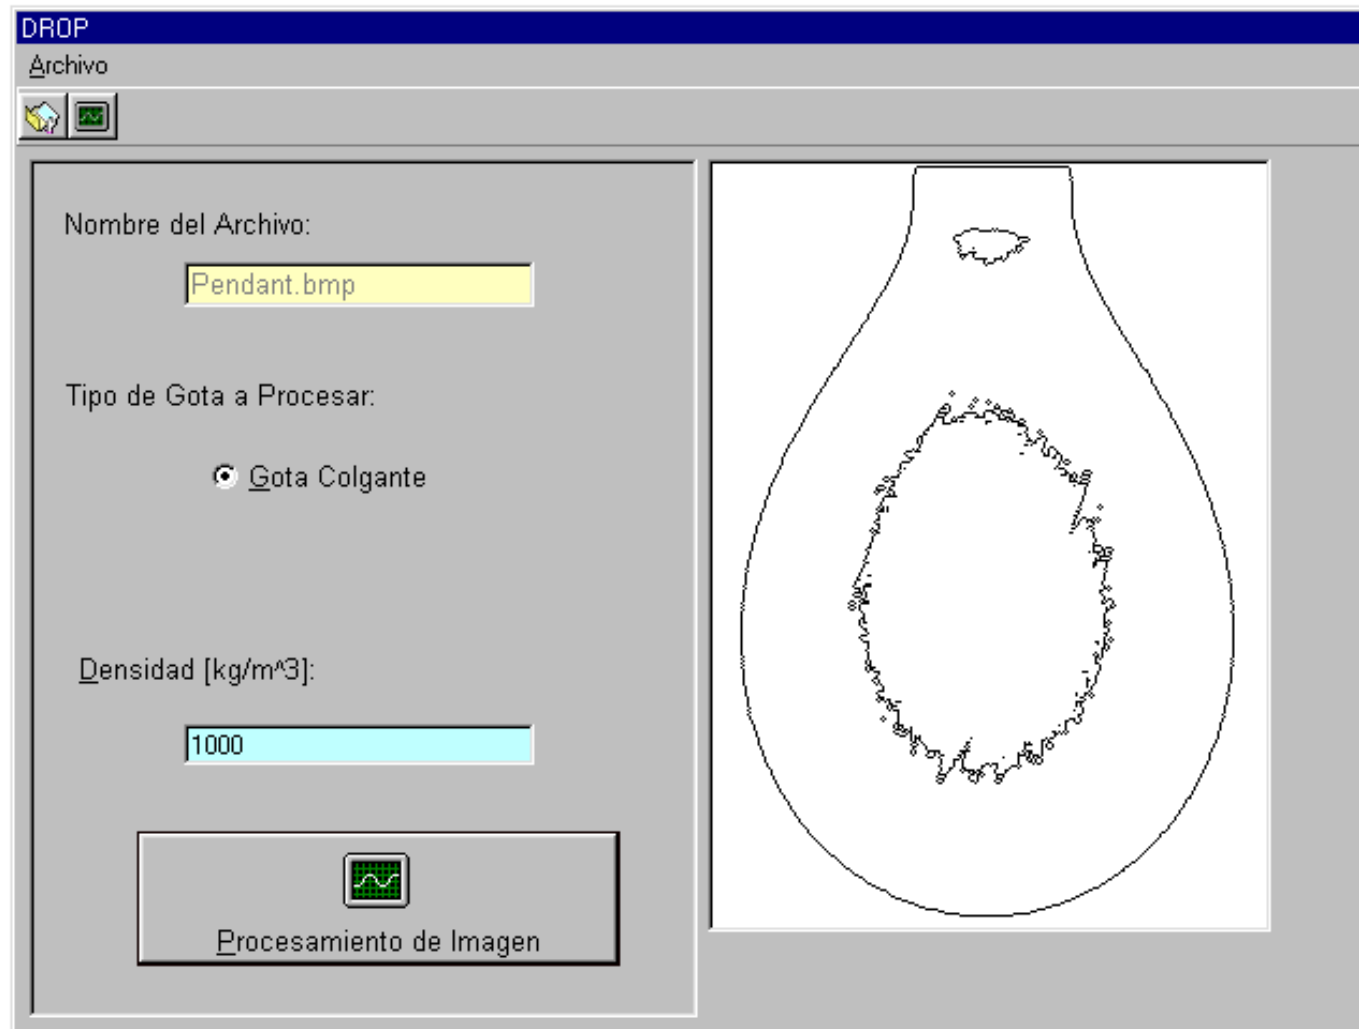 DROP
Archivo
Nombre del Archivo:
Pendant.bmp
Tipo de Gota a Procesar:
Gota Colgante
Densidad [kg/m^3]:
1000
Procesamiento de Imagen